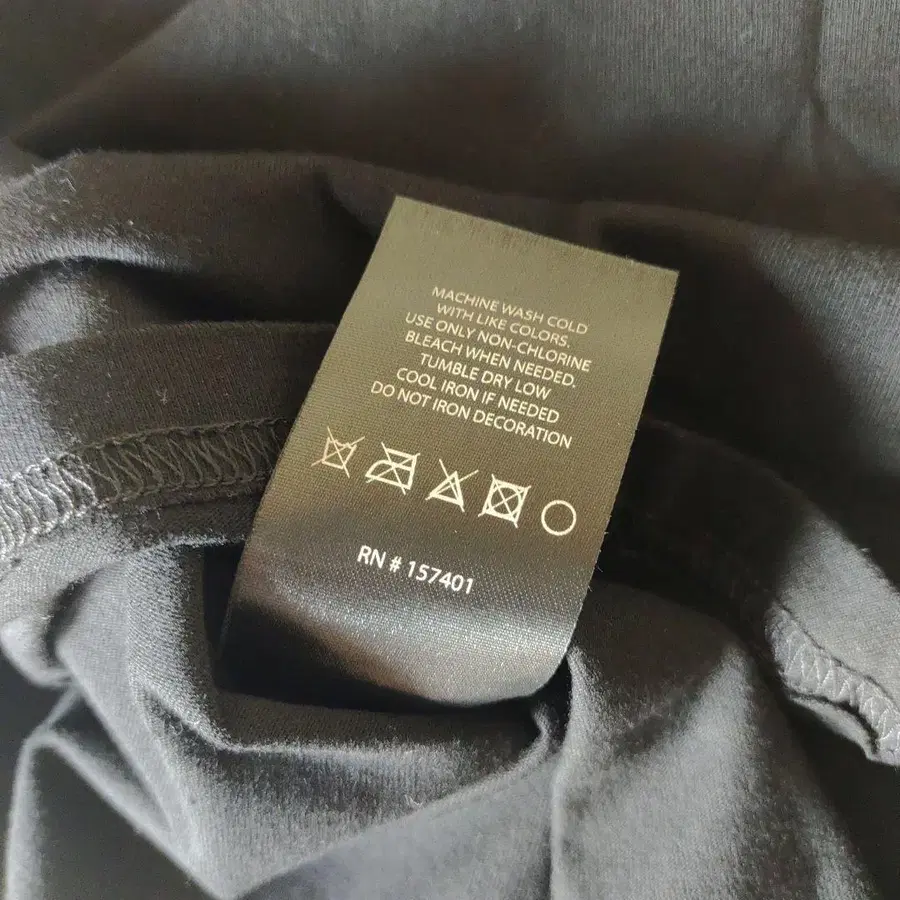 MACHINE WASH COLD
WITH LIKE COLORS.
USE ONLY NON-CHLORINE
BLEACH WHEN NEEDED.
TUMBLE DRY LOW
COOL IRON IF NEEDED
DO NOT IRON DECORATION
RN # 157401